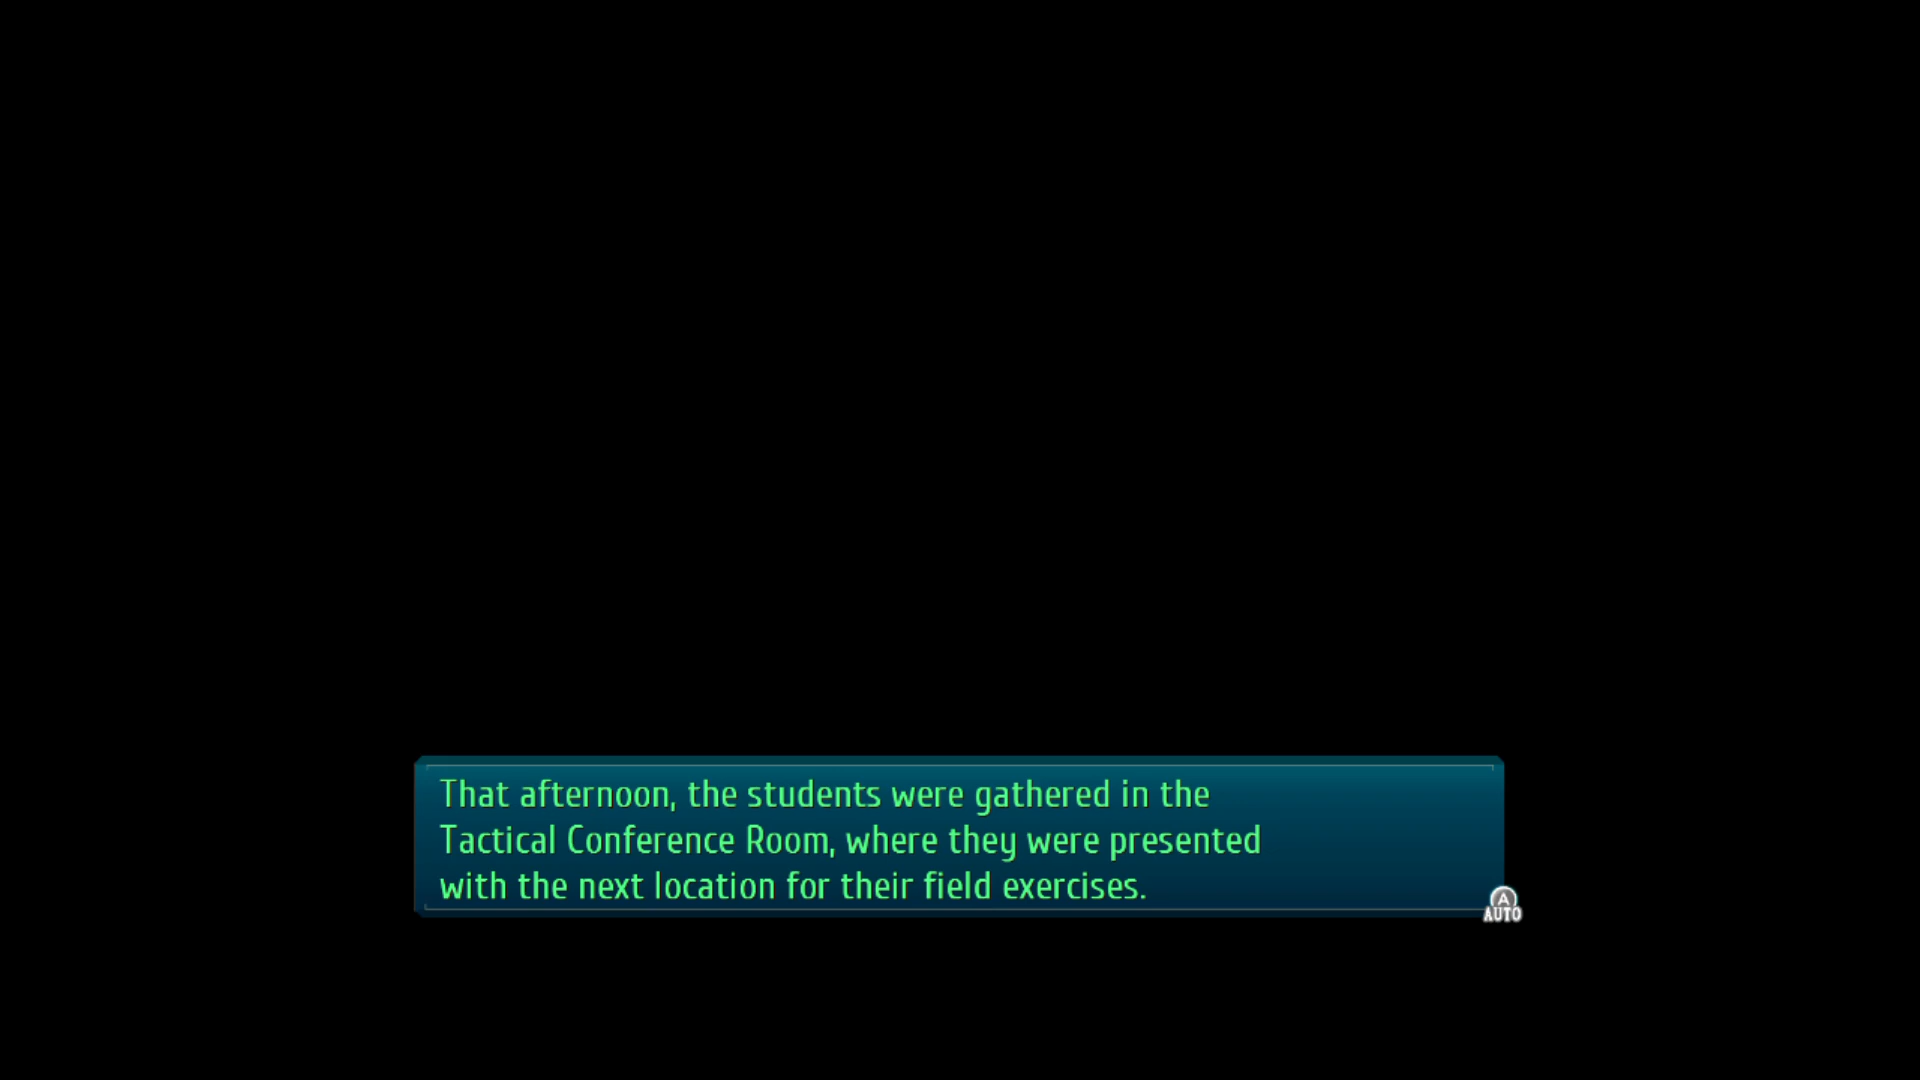 That afternoon, the students were gathered in the
Tactical Conference Room, where they were presented
with the next location for their field exercises.
A
AUTO